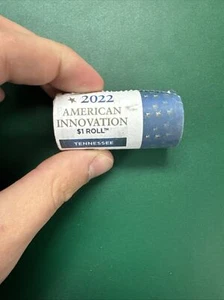 2022
AMERICAN
INNOVATION
$1 ROLL™
TENNESSEE